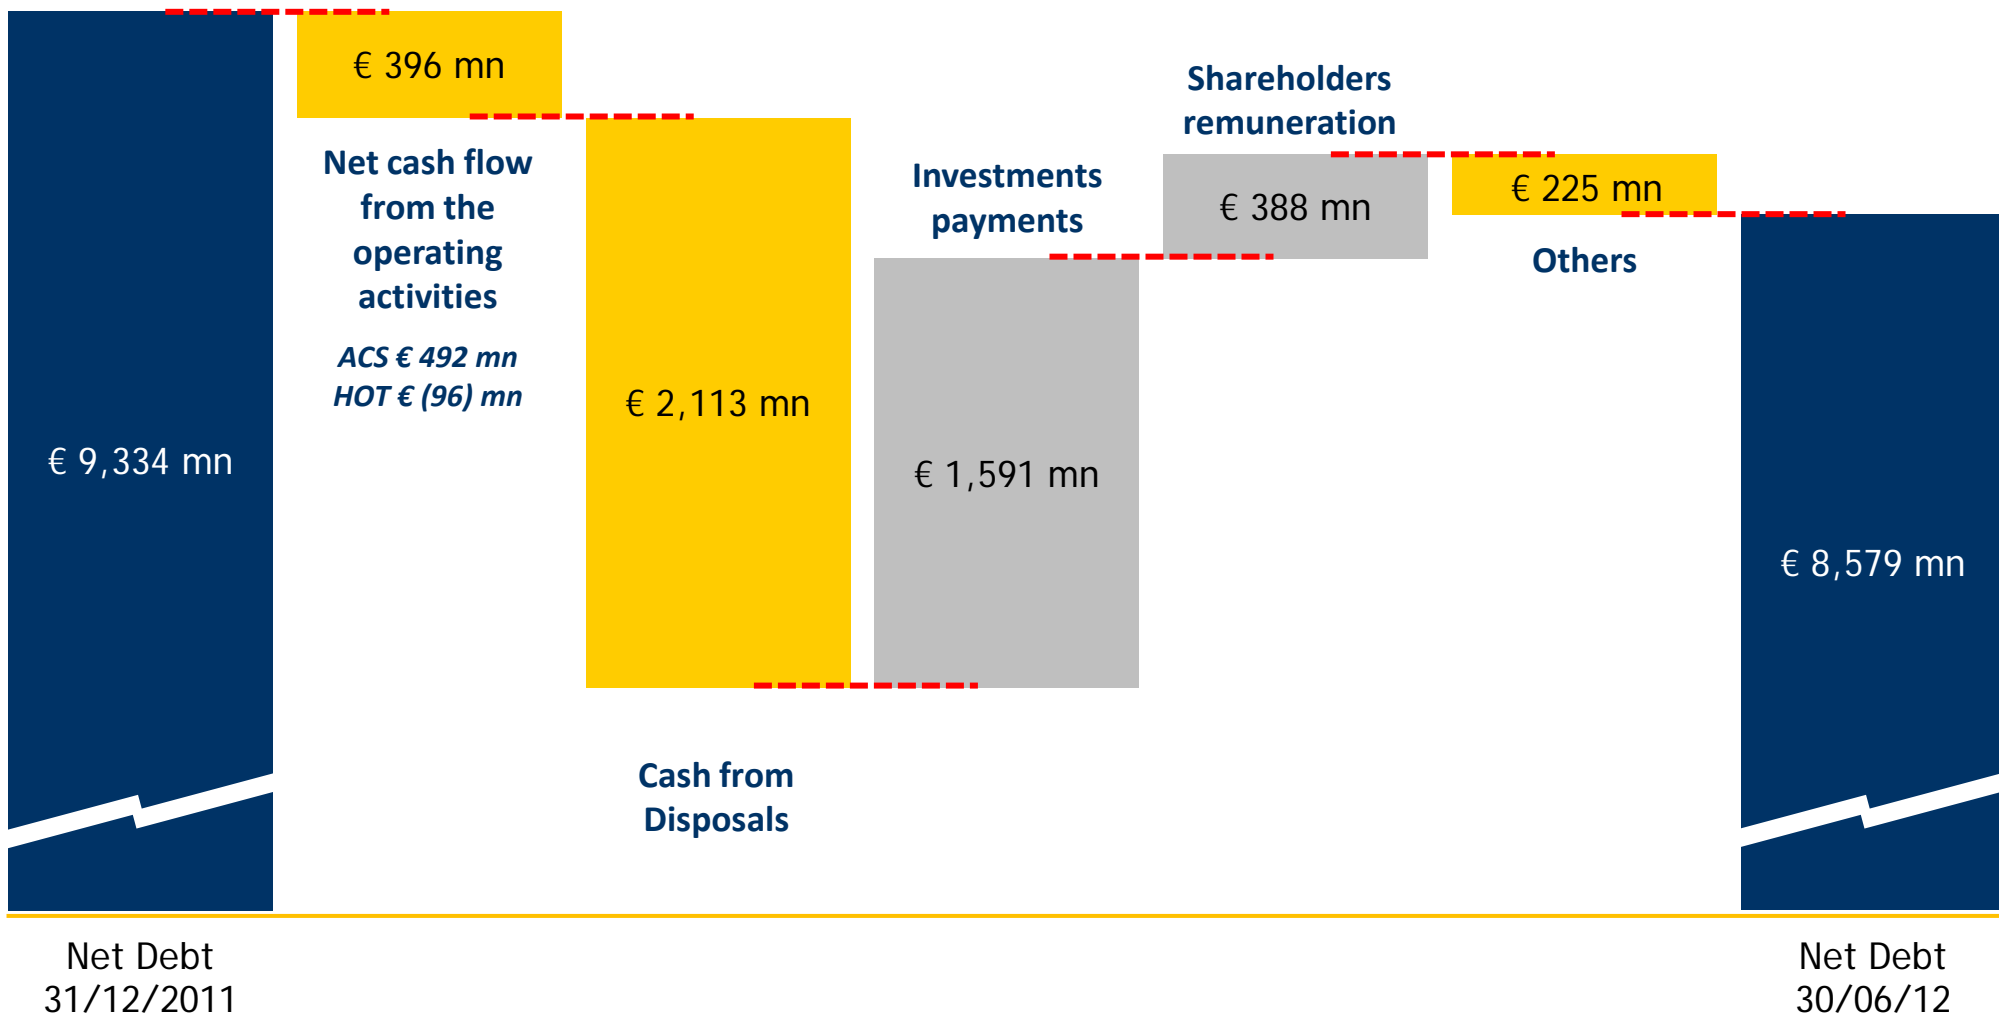 € 9,334 mn
€ 396 mn
Net cash flow
from the
operating
activities
ACS € 492 mn
HOT € (96) mn
€ 2,113 mn
Cash from
Disposals
Investments
payments
€ 1,591 mn
Shareholders
remuneration
€ 388 mn
€ 225 mn
Others
€ 8,579 mn
Net Debt
31/12/2011
Net Debt
30/06/12